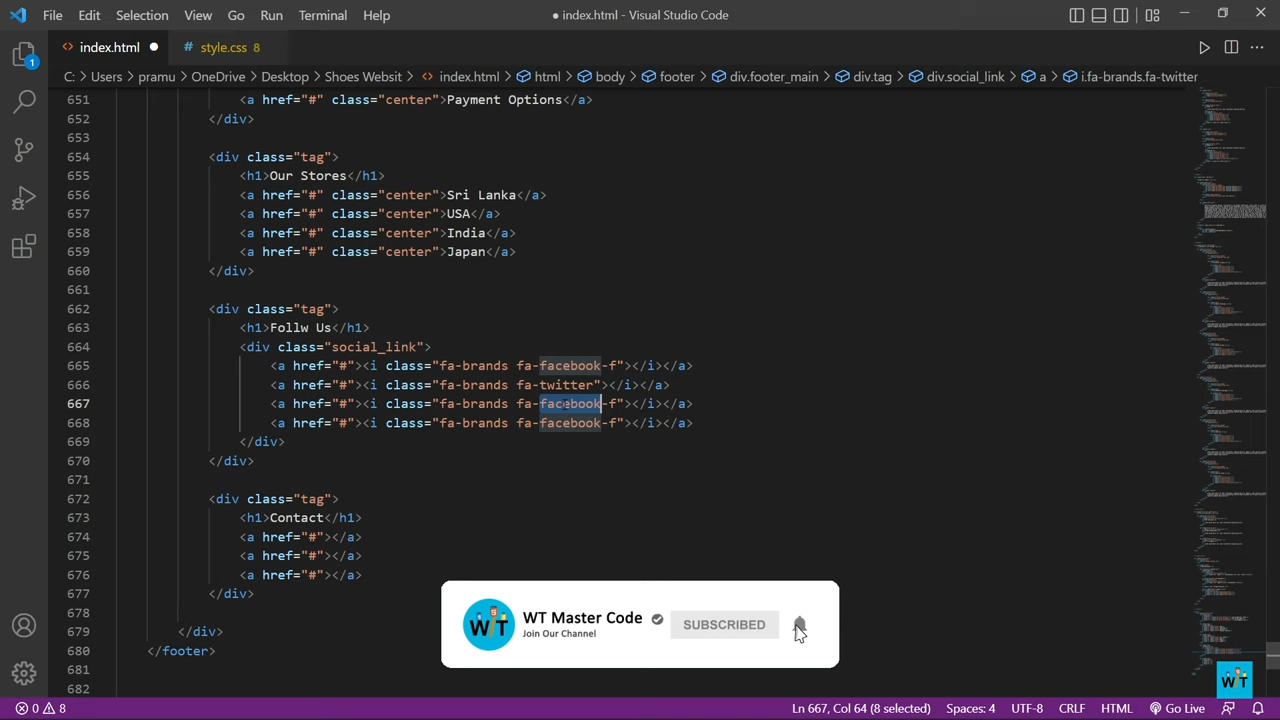 File Edit Selection View Go Run Terminal Help ● index.html - Visual Studio Code
index.html style.css 8
C: > Users > pramu > OneDrive > Desktop > Shoes Websit > index.html > html > body > footer > div.footer_main > div.tag > div.social_link > a > i.fa-brands.fa-twitter
651 <a href="#" class="center">Payment Options</a>
652 </div>
653
654 <div class="tag">
655 <h1>Our Stores</h1>
656 <a href="#" class="center">Sri Lanka</a>
657 <a href="#" class="center">USA</a>
658 <a href="#" class="center">India</a>
659 <a href="#" class="center">Japan</a>
660 </div>
661
662 <div class="tag">
663 <h1>Follw Us</h1>
664 <div class="social_link">
665 <a href="#"><i class="fa-brands fa-facebook-f"></i></a>
666 <a href="#"><i class="fa-brands fa-twitter"></i></a>
667 <a href="#"><i class="fa-brands fa-facebook-f"></i></a>
668 <a href="#"><i class="fa-brands fa-facebook-f"></i></a>
669 </div>
670 </div>
671
672 <div class="tag">
673 <h1>Contact</h1>
674 <a href="#"></a>
675 <a href="#"></a>
676 <a href="#"></a>
677 </div>
678
679 </div>
680 </footer>
681
682
WT
WT Master Code
Join Our Channel
SUBSCRIBED
WT
1
0 8 Ln 667, Col 64 (8 selected) Spaces: 4 UTF-8 CRLF HTML Go Live